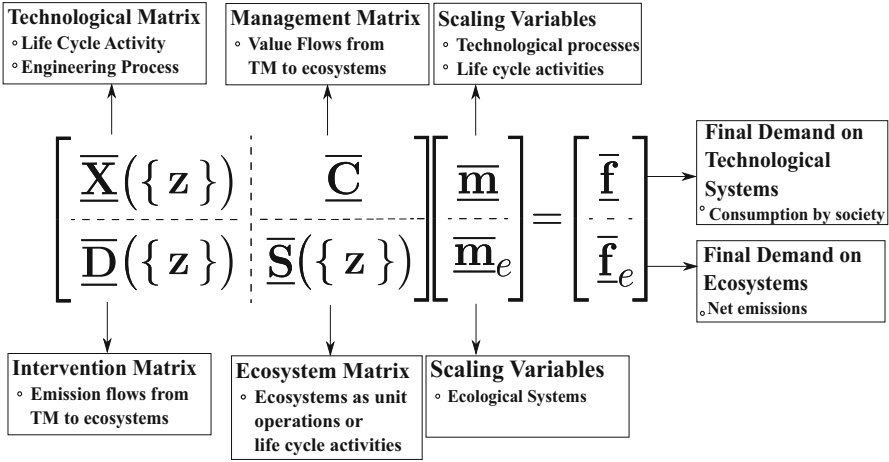 Technological Matrix
° Life Cycle Activity
° Engineering Process
Management Matrix
° Value Flows from
TM to ecosystems
Scaling Variables
° Technological processes
° Life cycle activities
X̲̅({ z }) C̲̅ m̲̅ = f̲̅
D̲̅({ z }) S̲̅({ z }) m̲̅e f̲̅e
Final Demand on
Technological
Systems
° Consumption by society
Final Demand on
Ecosystems
° Net emissions
Intervention Matrix
° Emission flows from
TM to ecosystems
Ecosystem Matrix
° Ecosystems as unit
operations or
life cycle activities
Scaling Variables
° Ecological Systems